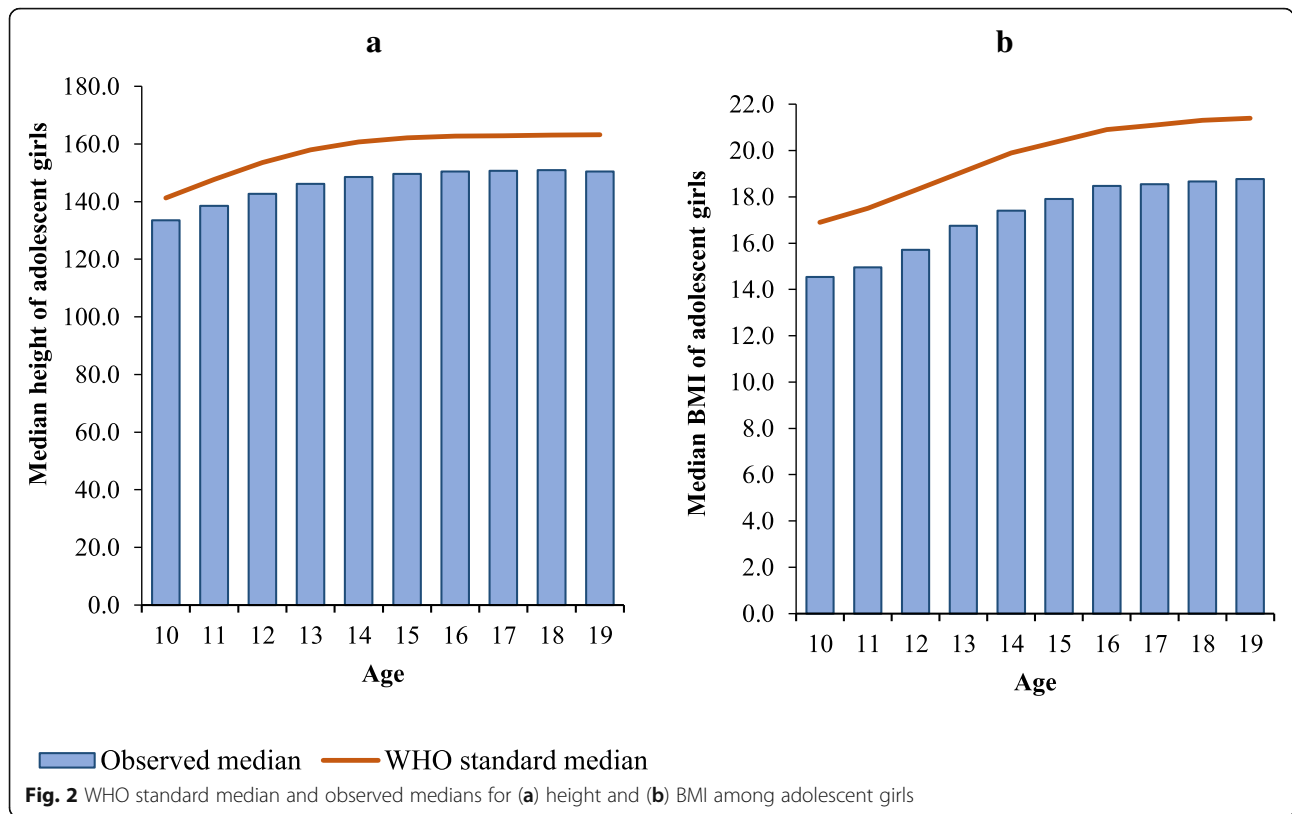 a
180.0
160.0
140.0
120.0
100.0
80.0
60.0
40.0
20.0
0.0
Median height of adolescent girls
10 11 12 13 14 15 16 17 18 19
Age
b
22.0
20.0
18.0
16.0
14.0
12.0
10.0
8.0
6.0
4.0
2.0
0.0
Median BMI of adolescent girls
10 11 12 13 14 15 16 17 18 19
Age
Observed median WHO standard median
Fig. 2 WHO standard median and observed medians for (a) height and (b) BMI among adolescent girls